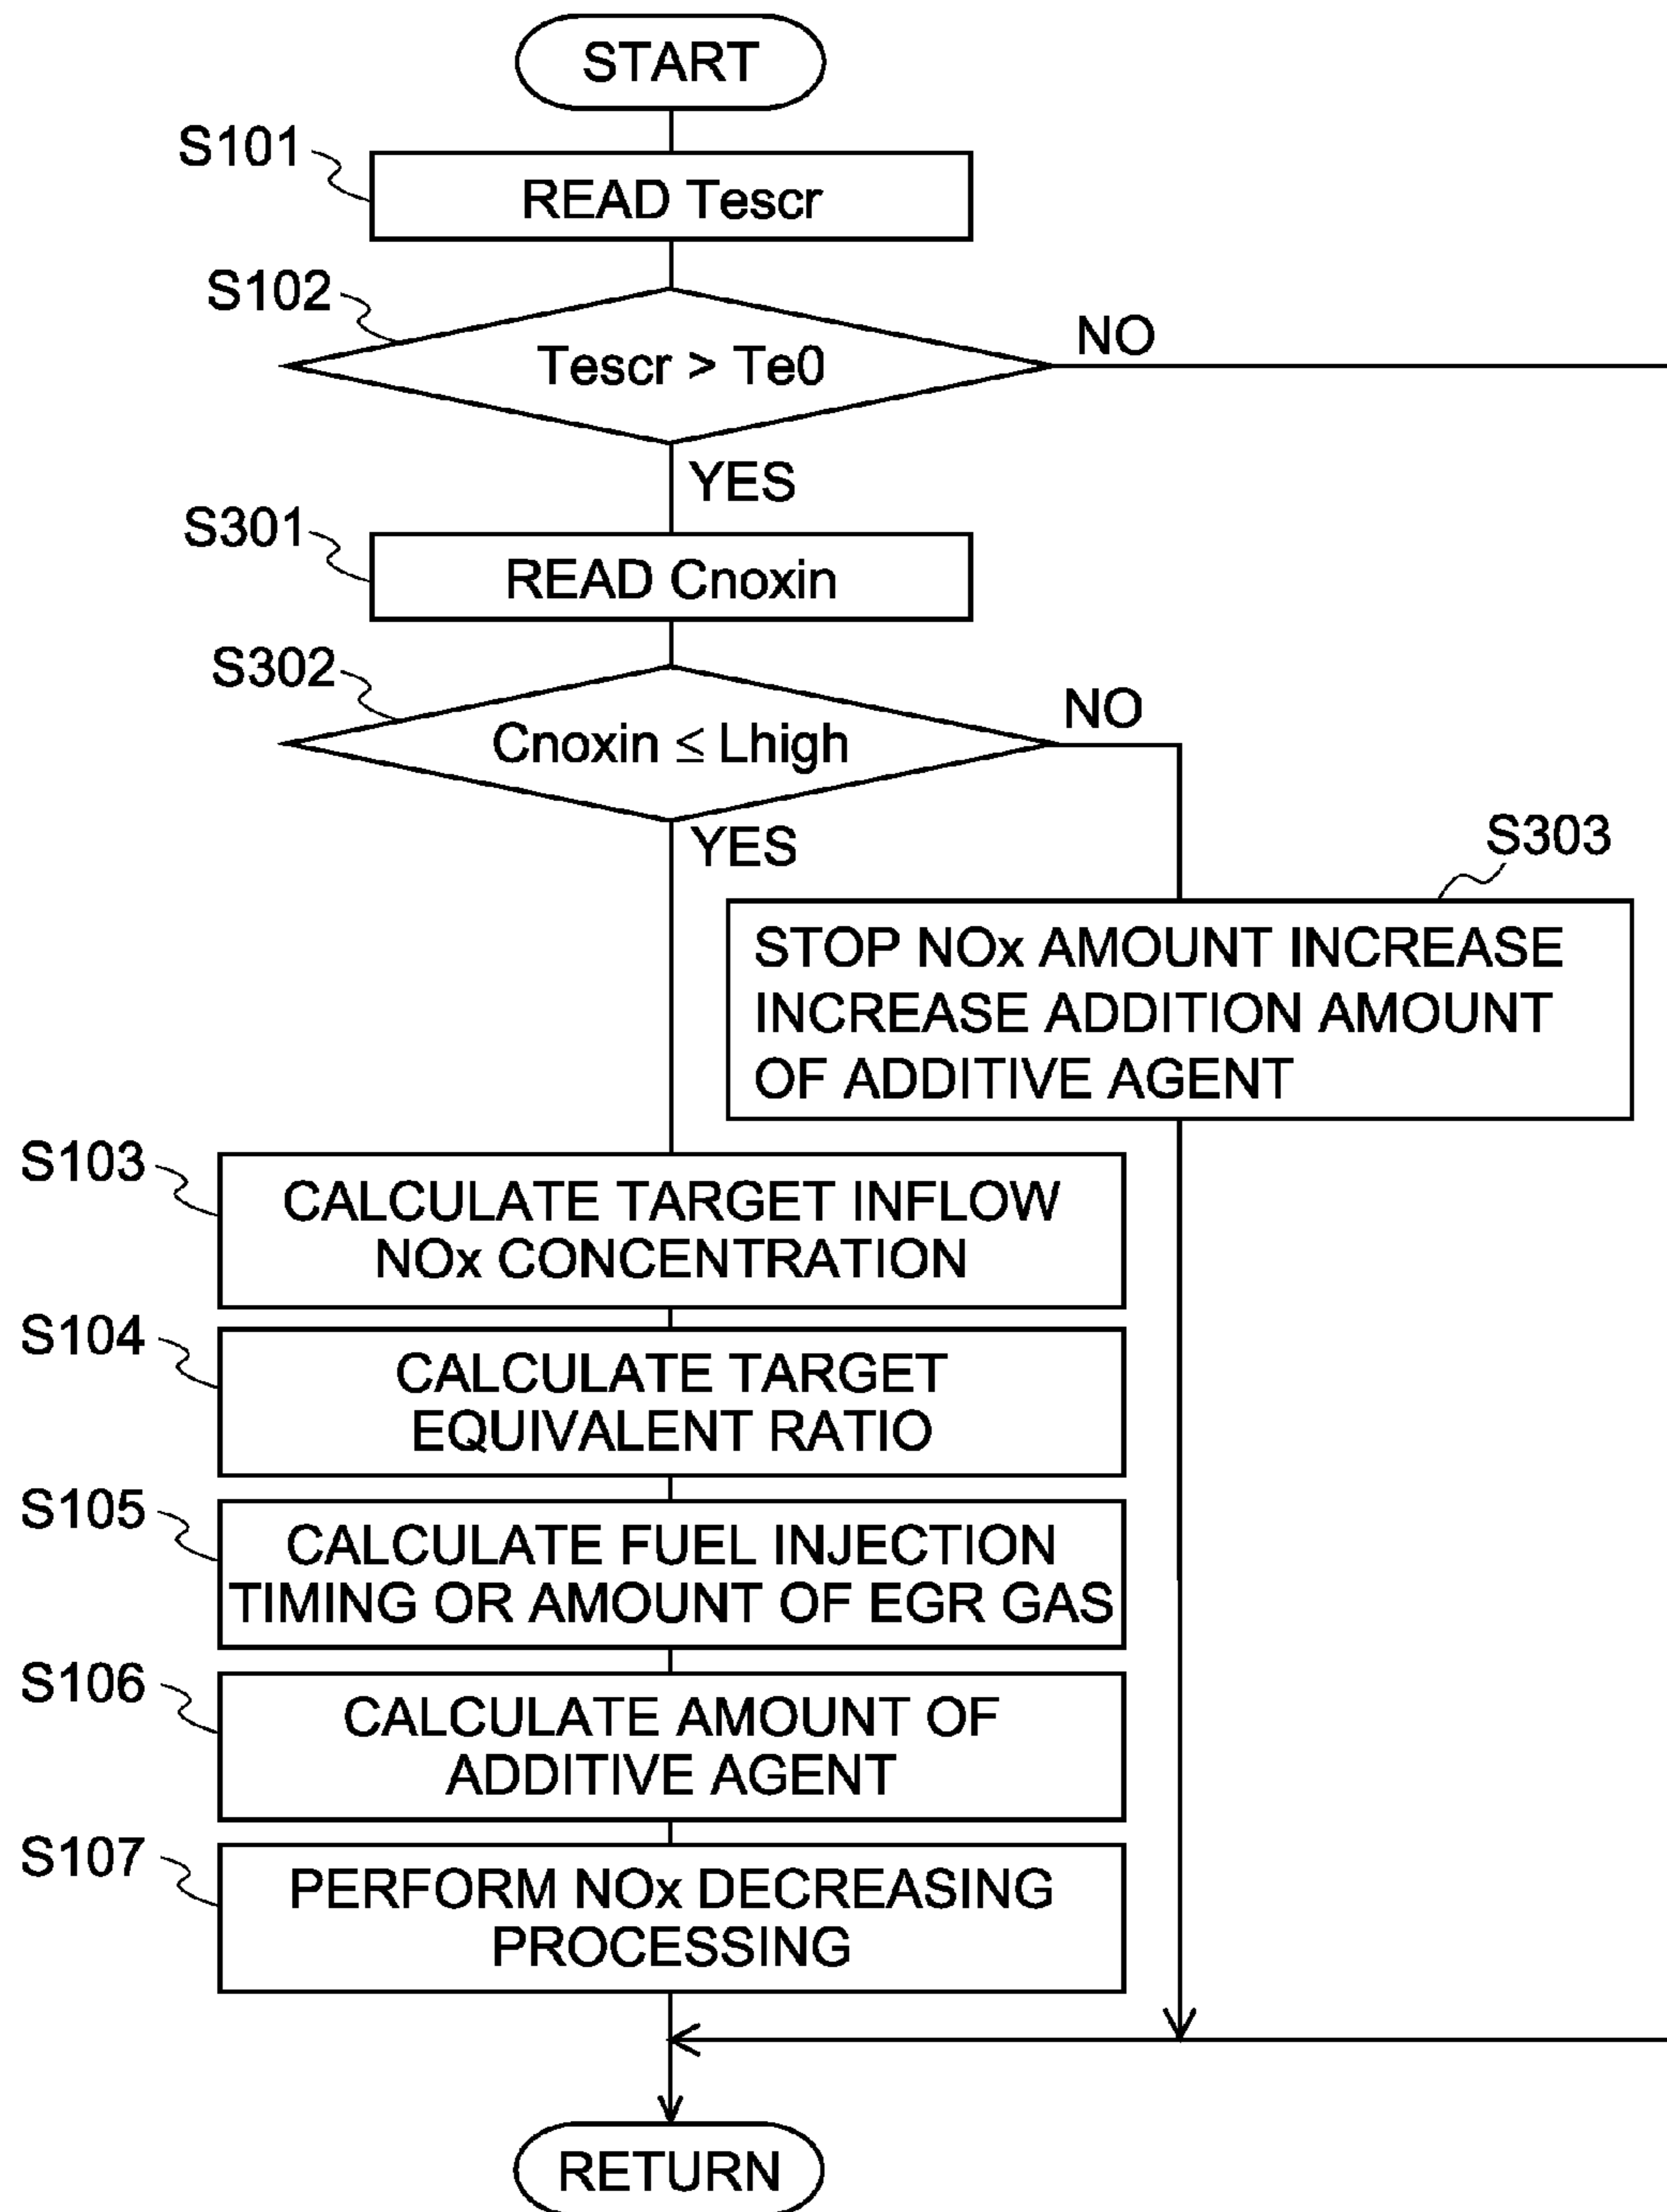 START
S101
READ Tescr
S102
Tescr > Te0
NO
YES
S301
READ Cnoxin
S302
Cnoxin ≤ Lhigh
NO
YES
S303
STOP NOx AMOUNT INCREASE
INCREASE ADDITION AMOUNT
OF ADDITIVE AGENT
S103
CALCULATE TARGET INFLOW
NOx CONCENTRATION
S104
CALCULATE TARGET
EQUIVALENT RATIO
S105
CALCULATE FUEL INJECTION
TIMING OR AMOUNT OF EGR GAS
S106
CALCULATE AMOUNT OF
ADDITIVE AGENT
S107
PERFORM NOx DECREASING
PROCESSING
RETURN